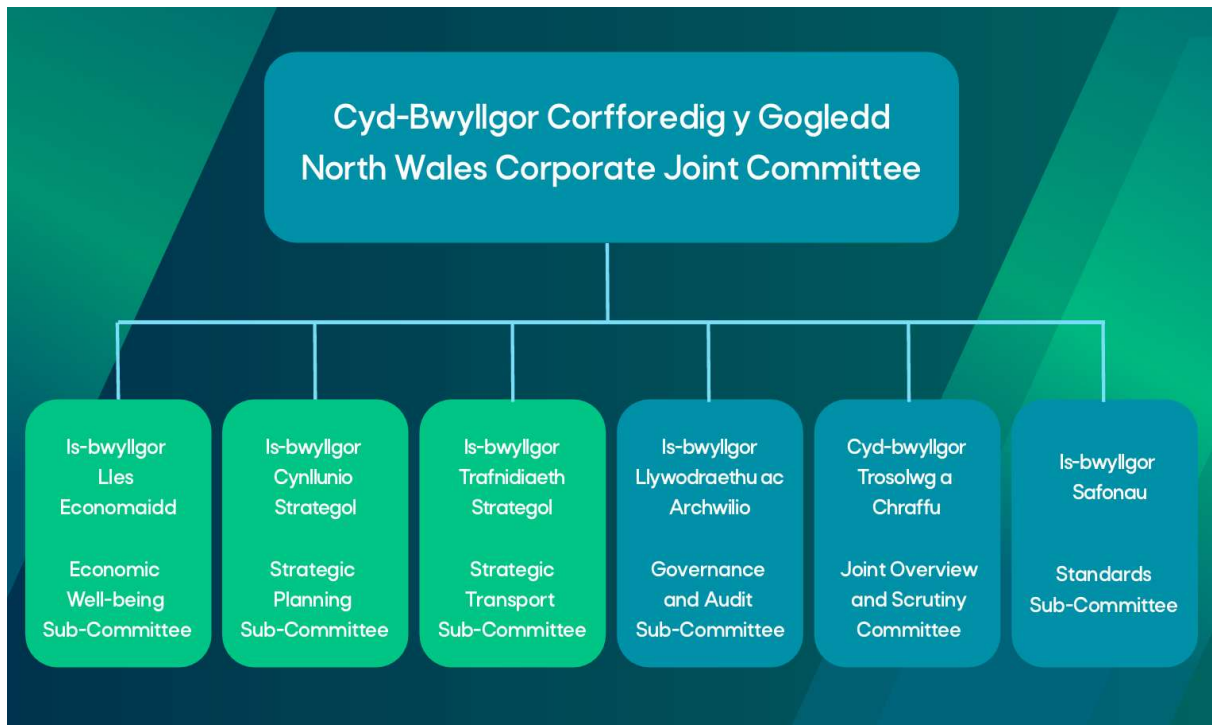 Cyd-Bwyllgor Corfforedig y Gogledd
North Wales Corporate Joint Committee
Is-bwyllgor
Lles
Economaidd
Economic
Well-being
Sub-Committee
Is-bwyllgor
Cynllunio
Strategol
Strategic
Planning
Sub-Committee
Is-bwyllgor
Trafnidiaeth
Strategol
Strategic
Transport
Sub-Committee
Is-bwyllgor
Llywodraethu ac
Archwilio
Governance
and Audit
Sub-Committee
Cyd-bwyllgor
Trosolwg a
Chraffu
Joint Overview
and Scrutiny
Committee
Is-bwyllgor
Safonau
Standards
Sub-Committee